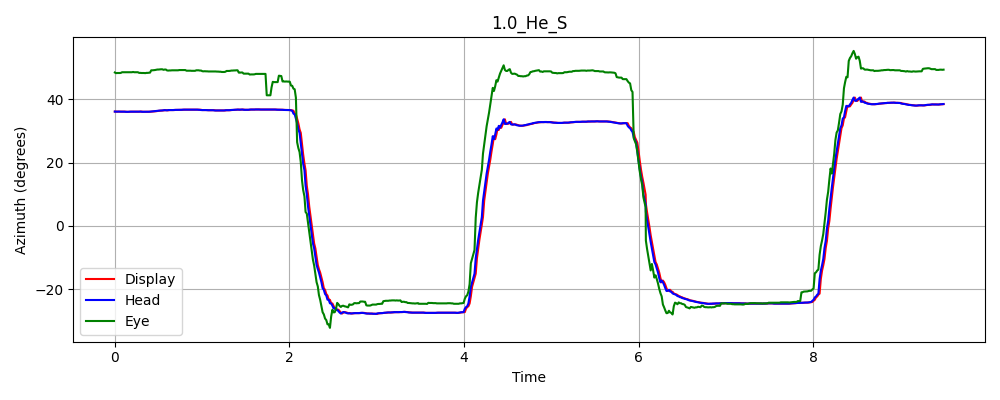 1.0_He_S
Azimuth (degrees)
40
20
0
−20
Display
Head
Eye
0 2 4 6 8
Time